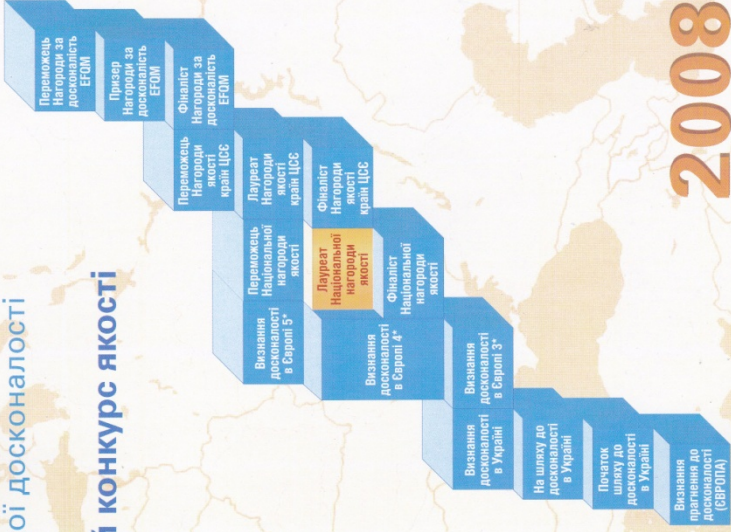 ої досконалості
й конкурс якості
Переможець
Нагороди за
досконалість
EFQM
Призер
Нагороди за
досконалість
EFQM
Фіналіст
Нагороди за
досконалість
EFQM
Переможець
Нагороди
якості
країн ЦСЄ
Лауреат
Нагороди
якості
країн ЦСЄ
Фіналіст
Нагороди
якості
країн ЦСЄ
Переможець
Національної
нагороди
якості
Лауреат
Національної
нагороди
якості
Фіналіст
Національної
нагороди
якості
Визнання
досконалості
в Європі 5*
Визнання
досконалості
в Європі 4*
Визнання
досконалості
в Європі 3*
Визнання
досконалості
в Україні
На шляху до
досконалості
в Україні
Початок
шляху до
досконалості
в Україні
Визнання
прагнення до
досконалості
(ЄВРОПА)
2008